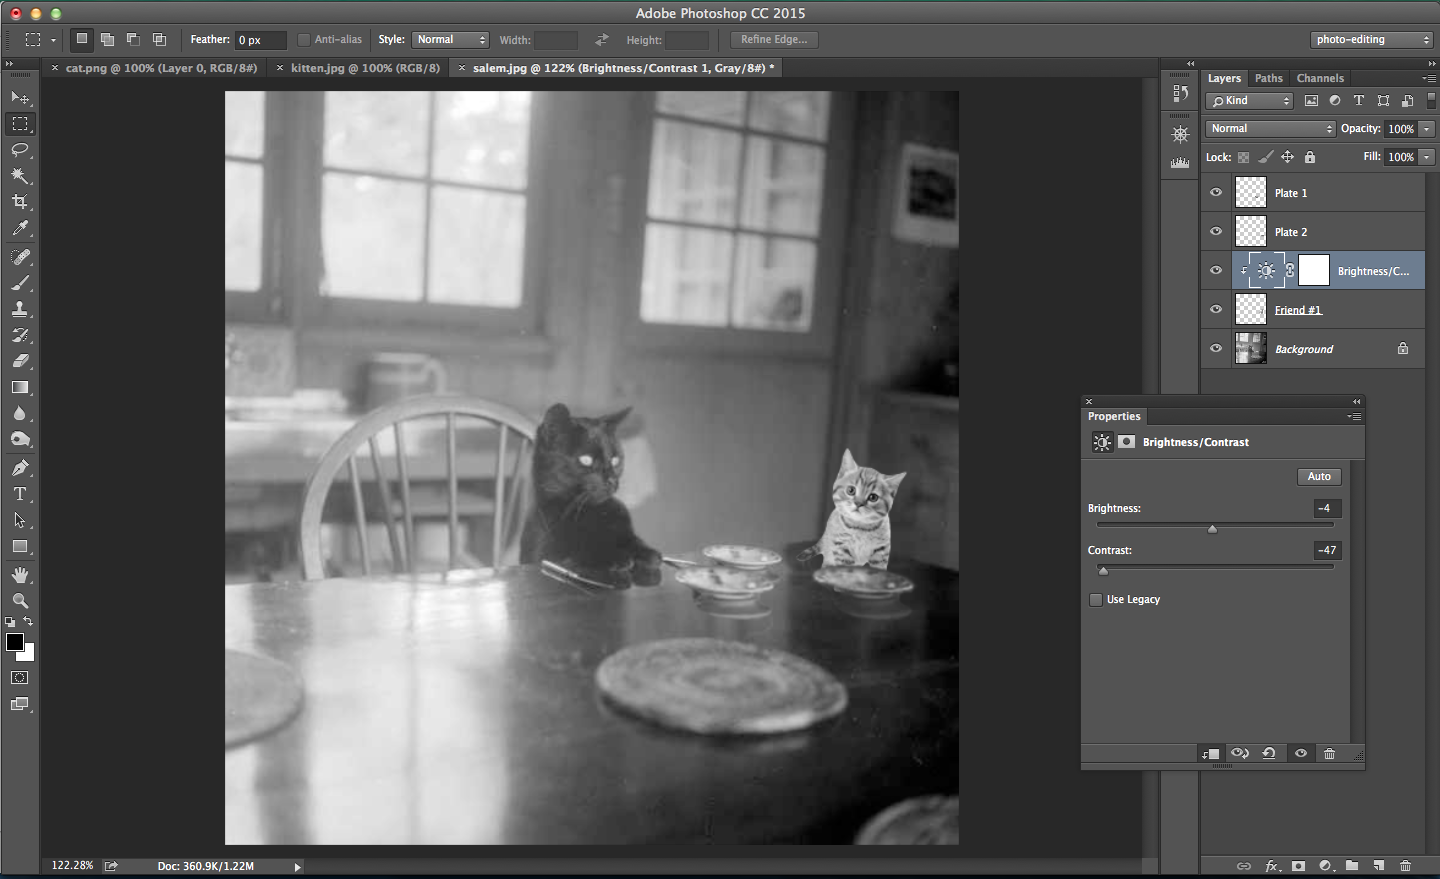 Adobe Photoshop CC 2015
Feather: 0 px Anti-alias Style: Normal Width: Height: Refine Edge... photo-editing
× cat.png @ 100% (Layer 0, RGB/8#) × kitten.jpg @ 100% (RGB/8) × salem.jpg @ 122% (Brightness/Contrast 1, Gray/8#) *
Layers Paths Channels
Kind
Normal Opacity: 100%
Lock: Fill: 100%
Plate 1
Plate 2
Brightness/C...
Friend #1
Background
Properties
Brightness/Contrast
Auto
Brightness: -4
Contrast: -47
Use Legacy
122.28% Doc: 360.9K/1.22M
fx